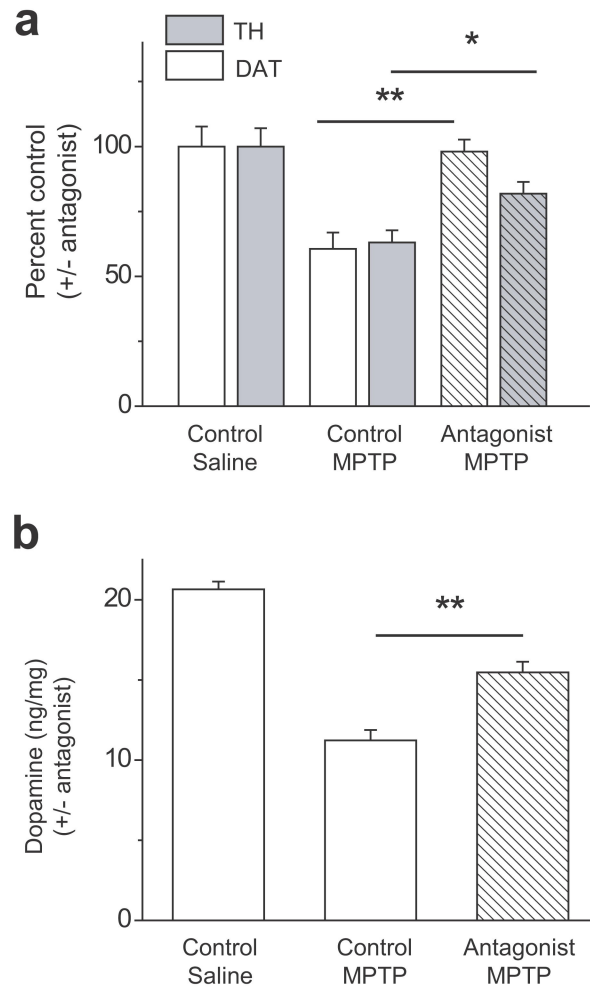 a
TH
DAT
*
**
Percent control
(+/- antagonist)
100
50
0
Control
Saline
Control
MPTP
Antagonist
MPTP
b
**
Dopamine (ng/mg)
(+/- antagonist)
20
10
0
Control
Saline
Control
MPTP
Antagonist
MPTP